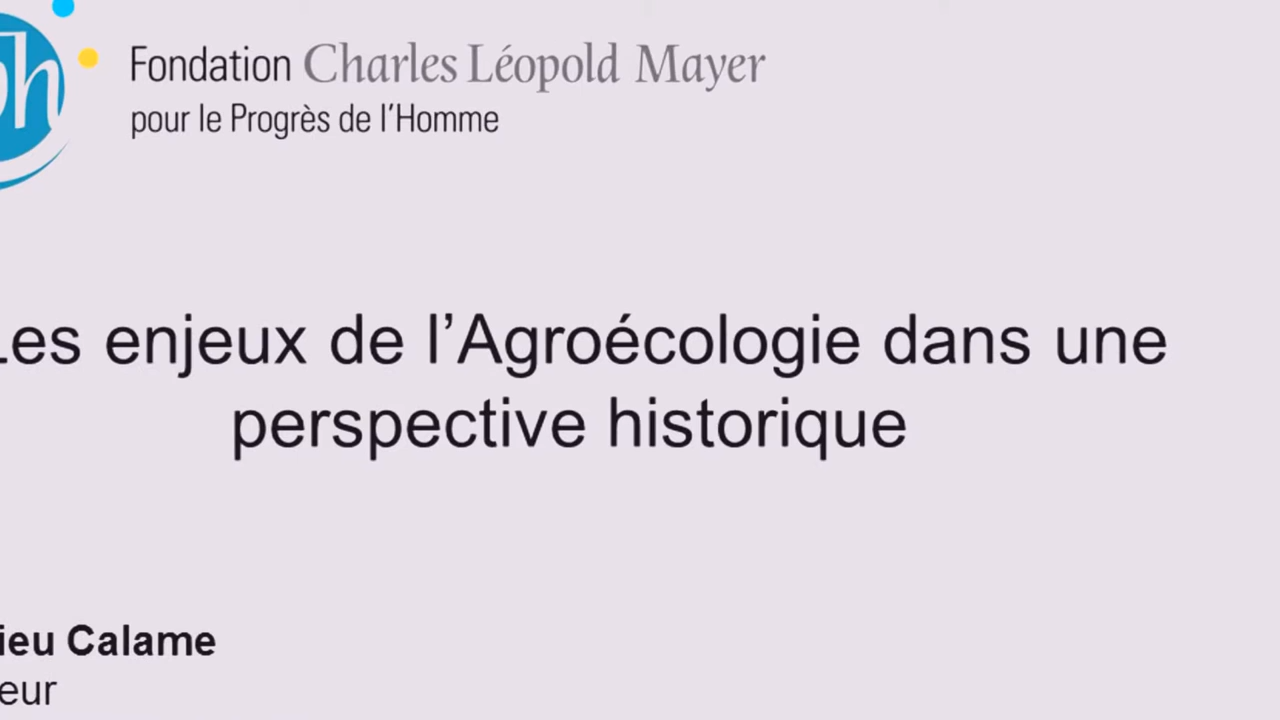 Fondation Charles Léopold Mayer
pour le Progrès de l'Homme
Les enjeux de l'Agroécologie dans une
perspective historique
ieu Calame
eur